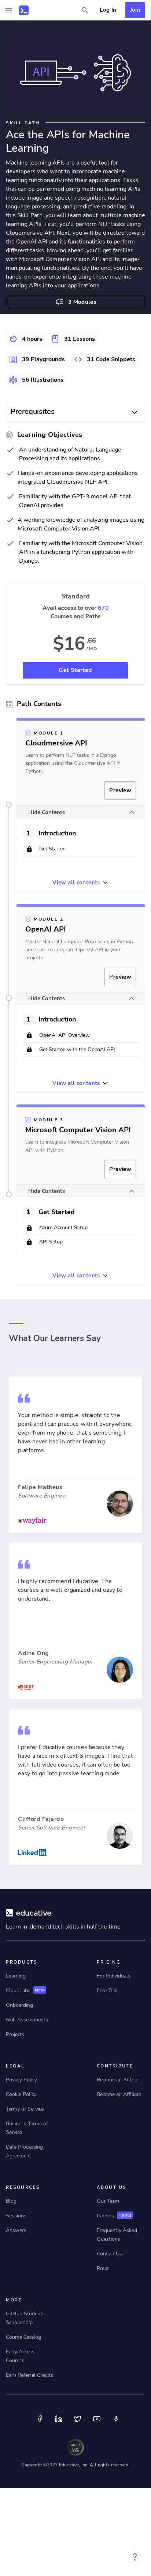 Log In
Join
API
SKILL PATH
Ace the APIs for Machine
Learning
Machine learning APIs are a useful tool for
developers who want to incorporate machine
learning into their products or applications. Tasks
that can be performed using machine learning APIs
include image and video analysis, natural
language processing, and predictive modeling. In
this Skill Path, you will learn about multiple machine
learning APIs. First, you'll be performing NLP tasks using
Cloudmersive API. Next, you will be directed toward
the OpenAI API and its functionalities to perform
different tasks. Moving ahead, you'll get familiar
with Microsoft Computer Vision API and its image-
manipulating functionalities. By the end, you'll have
hands-on experience integrating these machine
learning APIs into your applications.
3 Modules
4 hours
31 Lessons
39 Playgrounds
31 Code Snippets
56 Illustrations
Prerequisites
Learning Objectives
An understanding of Natural Language
Processing and its applications.
Hands-on experience developing applications
integrated Cloudmersive NLP API.
Familiarity with the GPT-3 model API that
OpenAI provides.
A working knowledge of analyzing images using
Microsoft Computer Vision API.
Familiarity with the Microsoft Computer Vision
API in a functioning Python application with
Django.
Standard
Avail access to over 670
Courses and Paths
$16.66
/ MO
Get Started
Path Contents
MODULE 1
Cloudmersive API
Learn to perform NLP tasks in a Django
application using the Cloudmersive API in
Python.
Preview
Hide Contents
1 Introduction
Get Started
View all contents
MODULE 2
OpenAI API
Master Natural Language Processing in Python
and learn to integrate OpenAI API in your
projects.
Preview
Hide Contents
1 Introduction
OpenAI API Overview
Get Started with the OpenAI API
View all contents
MODULE 3
Microsoft Computer Vision API
Learn to integrate Microsoft Computer Vision
API with Python.
Preview
Hide Contents
1 Get Started
Azure Account Setup
API Setup
View all contents
What Our Learners Say
Your method is simple, straight to the
point and I can practice with it everywhere,
even from my phone, that's something I
have never had in other learning
platforms.
Felipe Matheus
Software Engineer
wayfair
I highly recommend Educative. The
courses are well organized and easy to
understand.
Adina Ong
Senior Engineering Manager
RIOT
GAMES
I prefer Educative courses because they
have a nice mix of text & images. I find that
with full video courses, it can often be too
easy to go into passive learning mode.
Clifford Fajardo
Senior Software Engineer
LinkedIn
educative
Learn in-demand tech skills in half the time
PRODUCTS
Learning
CloudLabs New
Onboarding
Skill Assessments
Projects
PRICING
For Individuals
Free Trial
LEGAL
Privacy Policy
Cookie Policy
Terms of Service
Business Terms of
Service
Data Processing
Agreement
CONTRIBUTE
Become an Author
Become an Affiliate
RESOURCES
Blog
Sessions
Answers
ABOUT US
Our Team
Careers Hiring
Frequently Asked
Questions
Contact Us
Press
MORE
GitHub Students
Scholarship
Course Catalog
Early Access
Courses
Earn Referral Credits
Copyright ©2023 Educative, Inc. All rights reserved.
?